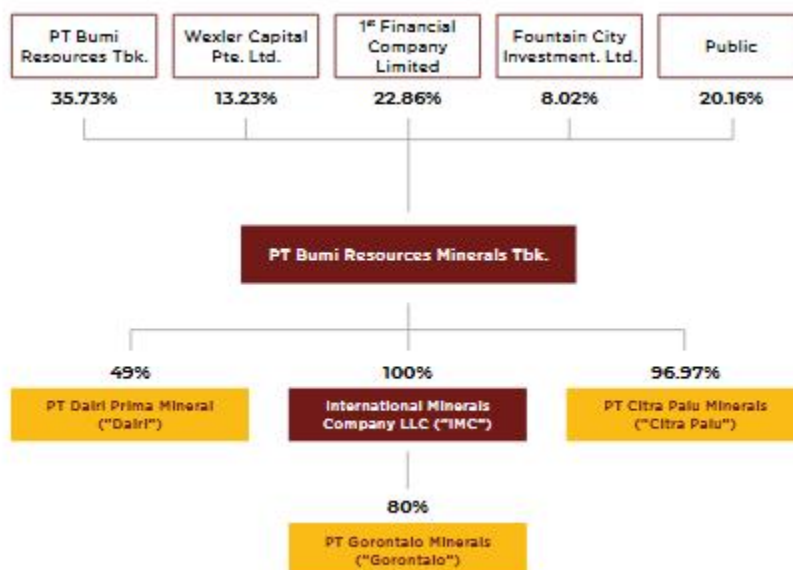 PT Bumi
Resources Tbk.
Wexler Capital
Pte. Ltd.
1st Financial
Company
Limited
Fountain City
Investment. Ltd.
Public
35.73%
13.23%
22.86%
8.02%
20.16%
PT Bumi Resources Minerals Tbk.
49%
100%
96.97%
PT Dairi Prima Mineral
("Dairi")
International Minerals
Company LLC ("IMC")
PT Citra Palu Minerals
("Citra Palu")
80%
PT Gorontalo Minerals
("Gorontalo")